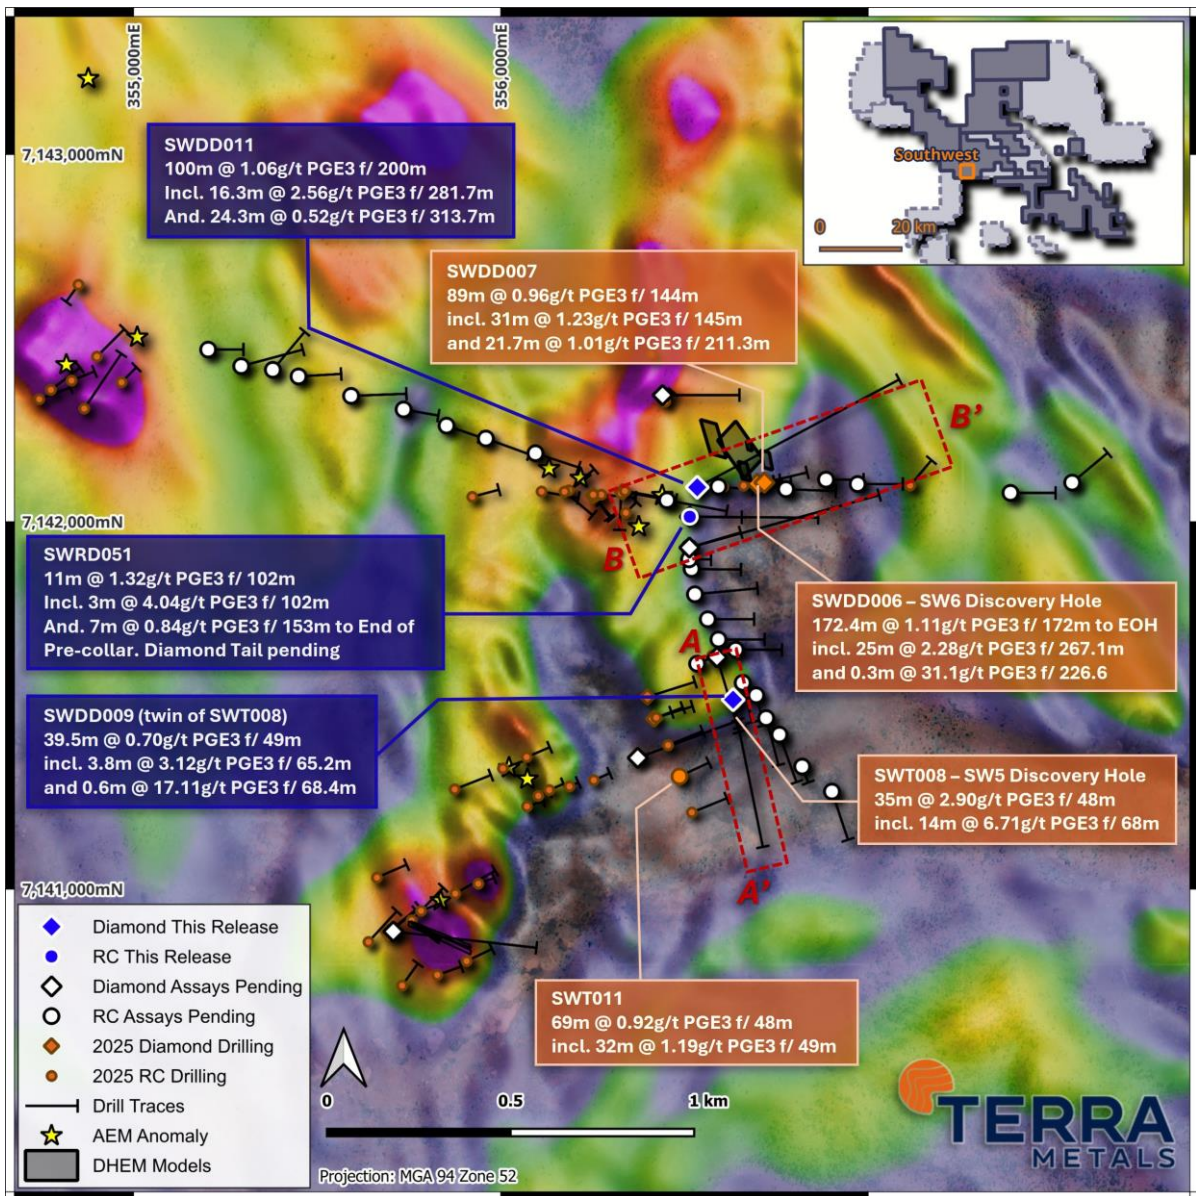 355,000mE
356,000mE
7,143,000mN
7,142,000mN
7,141,000mN
Southwest
0 20 km
SWDD011
100m @ 1.06g/t PGE3 f/ 200m
Incl. 16.3m @ 2.56g/t PGE3 f/ 281.7m
And. 24.3m @ 0.52g/t PGE3 f/ 313.7m
SWDD007
89m @ 0.96g/t PGE3 f/ 144m
incl. 31m @ 1.23g/t PGE3 f/ 145m
and 21.7m @ 1.01g/t PGE3 f/ 211.3m
B'
B
SWRD051
11m @ 1.32g/t PGE3 f/ 102m
Incl. 3m @ 4.04g/t PGE3 f/ 102m
And. 7m @ 0.84g/t PGE3 f/ 153m to End of
Pre-collar. Diamond Tail pending
SWDD006 – SW6 Discovery Hole
172.4m @ 1.11g/t PGE3 f/ 172m to EOH
incl. 25m @ 2.28g/t PGE3 f/ 267.1m
and 0.3m @ 31.1g/t PGE3 f/ 226.6
A
SWDD009 (twin of SWT008)
39.5m @ 0.70g/t PGE3 f/ 49m
incl. 3.8m @ 3.12g/t PGE3 f/ 65.2m
and 0.6m @ 17.11g/t PGE3 f/ 68.4m
SWT008 – SW5 Discovery Hole
35m @ 2.90g/t PGE3 f/ 48m
incl. 14m @ 6.71g/t PGE3 f/ 68m
A'
SWT011
69m @ 0.92g/t PGE3 f/ 48m
incl. 32m @ 1.19g/t PGE3 f/ 49m
Diamond This Release
RC This Release
Diamond Assays Pending
RC Assays Pending
2025 Diamond Drilling
2025 RC Drilling
Drill Traces
AEM Anomaly
DHEM Models
0 0.5 1 km
Projection: MGA 94 Zone 52
TERRA
METALS